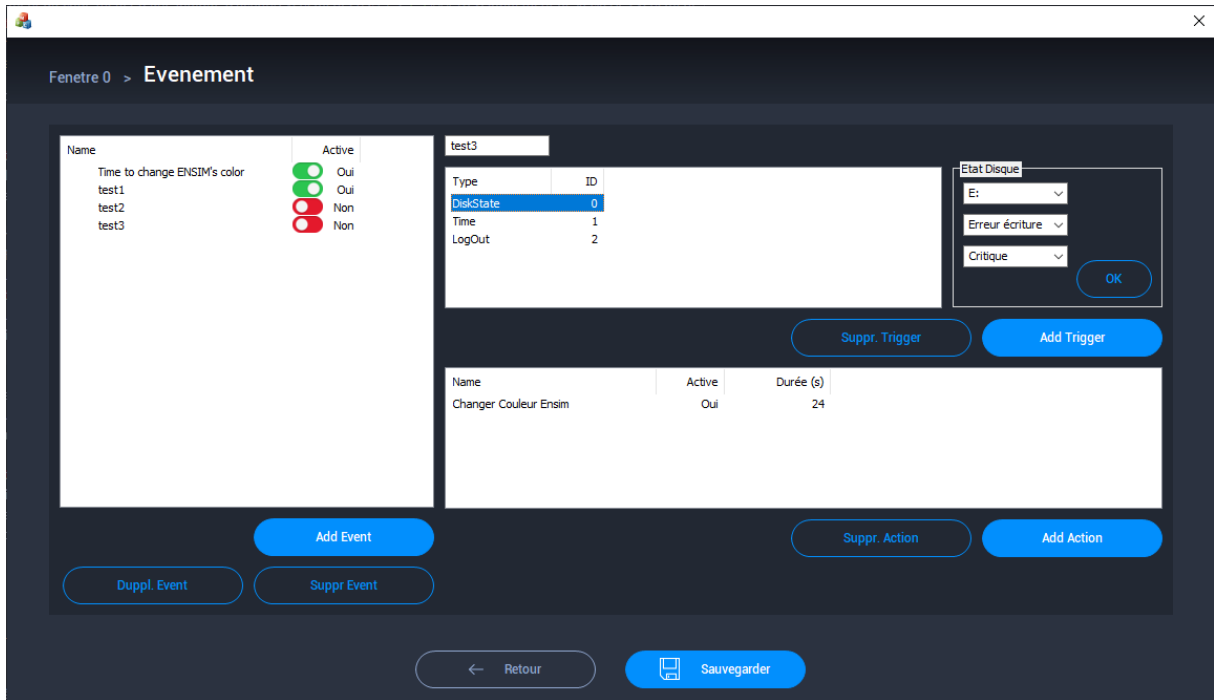 Fenetre 0 > Evenement
Name Active
Time to change ENSIM's color Oui
test1 Oui
test2 Non
test3 Non
Add Event
Duppl. Event Suppr Event
test3
Type ID
DiskState 0
Time 1
LogOut 2
Etat Disque
E:
Erreur écriture
Critique
OK
Suppr. Trigger Add Trigger
Name Active Durée (s)
Changer Couleur Ensim Oui 24
Suppr. Action Add Action
Retour Sauvegarder